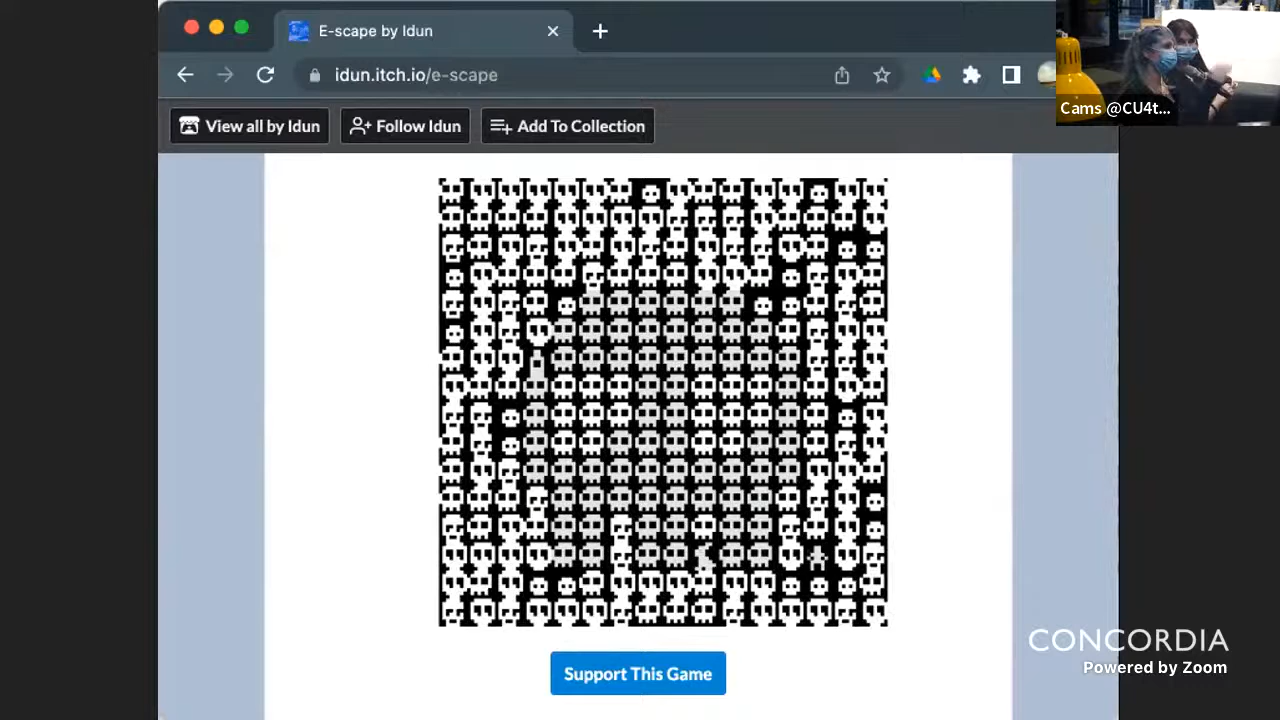 E-scape by Idun
idun.itch.io/e-scape
View all by Idun
Follow Idun
Add To Collection
Cams @CU4t...
Support This Game
CONCORDIA
Powered by Zoom